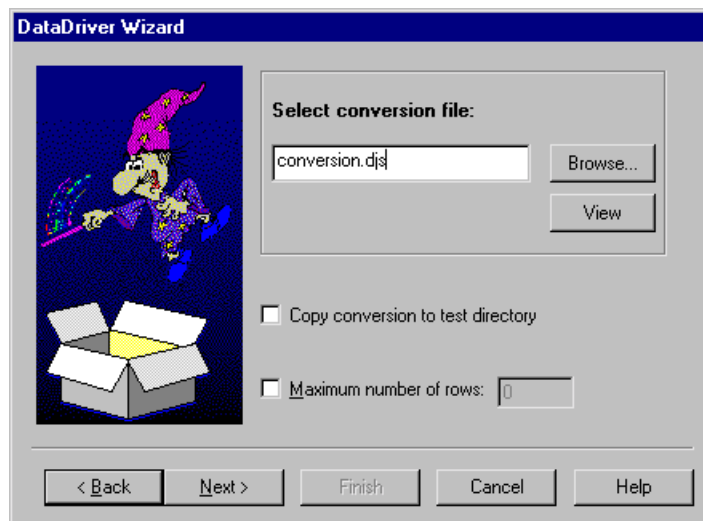 DataDriver Wizard
Select conversion file:
conversion.djs
Browse...
View
Copy conversion to test directory
Maximum number of rows: 0
< Back Next > Finish Cancel Help